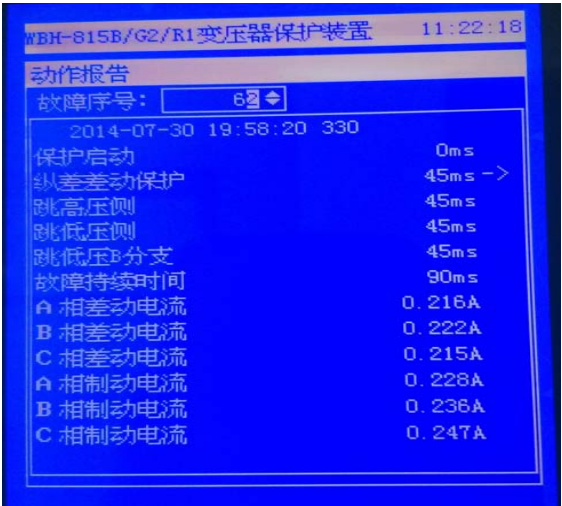 WBH-815B/G2/R1变压器保护装置 11:22:18
动作报告
故障序号： 62
2014-07-30 19:58:20 330
保护启动 0ms
纵差差动保护 45ms ->
跳高压侧 45ms
跳低压侧 45ms
跳低压B分支 45ms
故障持续时间 90ms
A 相差动电流 0.216A
B 相差动电流 0.222A
C 相差动电流 0.215A
A 相制动电流 0.228A
B 相制动电流 0.236A
C 相制动电流 0.247A